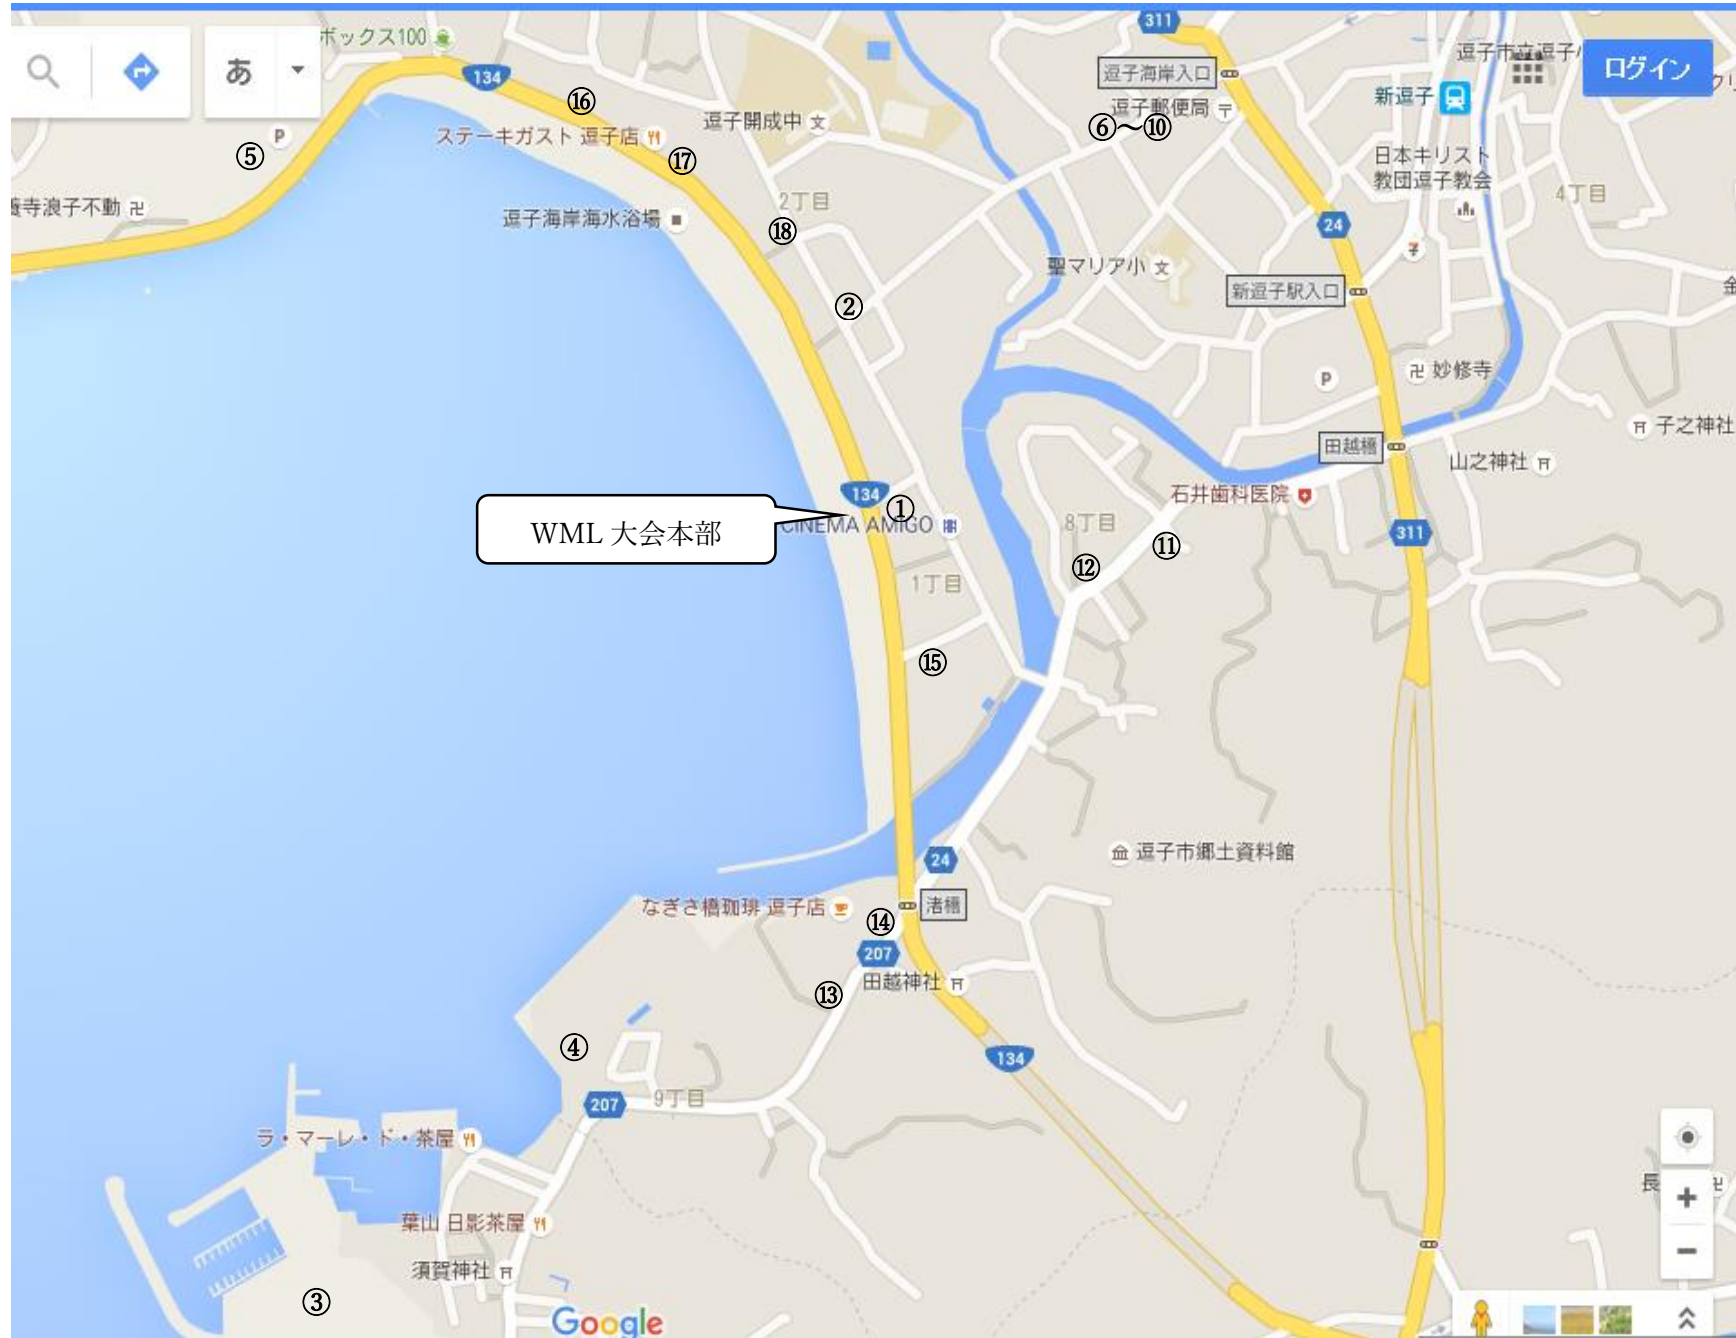 ボックス100
311
あ
134
ログイン
逗子海岸入口
新逗子
逗子市立逗子小
P
⑤
⑯
ステーキガスト 逗子店
逗子開成中
逗子郵便局
⑥～⑩
⑰
日本キリスト
教団逗子教会
4丁目
養寺浪子不動
2丁目
逗子海岸海水浴場
⑱
24
聖マリア小
新逗子駅入口
金
②
P
妙修寺
子之神社
田越橋
山之神社
134
①
石井歯科医院
WML 大会本部
CINEMA AMIGO
8丁目
311
⑪
⑫
1丁目
⑮
24
逗子市郷土資料館
なぎさ橋珈琲 逗子店
渚橋
⑭
207
田越神社
⑬
④
134
207
9丁目
ラ・マーレ・ド・茶屋
長
葉山 日影茶屋
須賀神社
③
Google